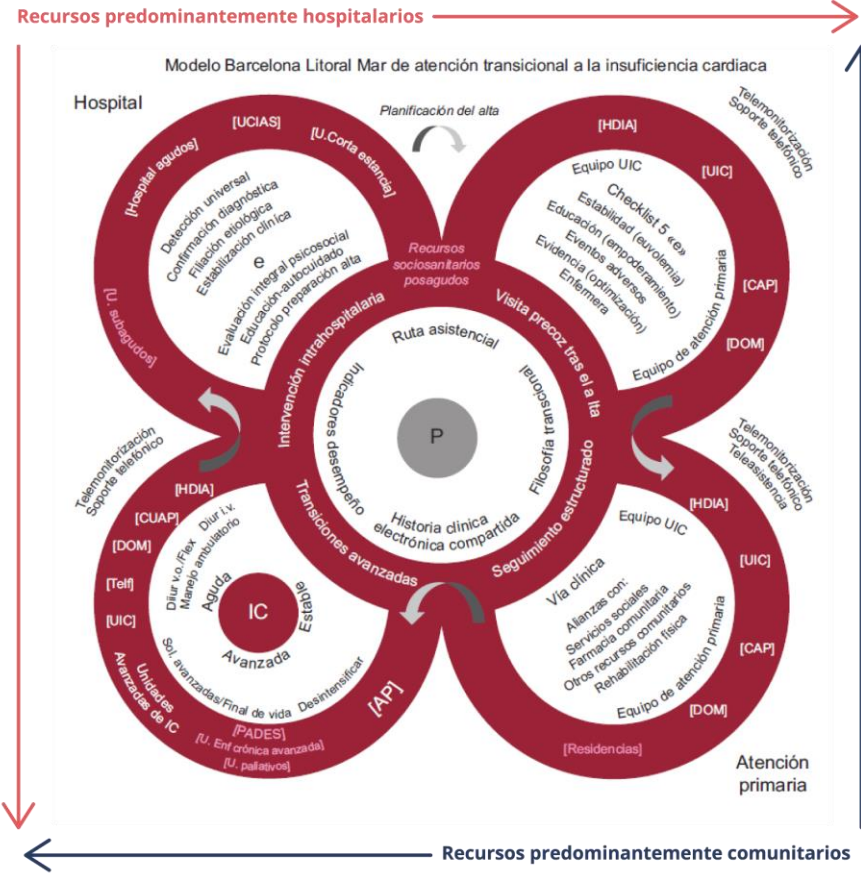 Recursos predominantemente hospitalarios
Modelo Barcelona Litoral Mar de atención transicional a la insuficiencia cardiaca
Hospital
Planificación del alta
Telemonitorización
Soporte telefónico
[Hospital agudos]
[UCIAS]
[U.Corta estancia]
[U. subagudos]
Detección universal
Confirmación diagnóstica
Filiación etiológica
Estabilización clínica
e
Evaluación integral psicosocial
Educación-autocuidado
Protocolo preparación alta
Recursos
sociosanitarios
posagudos
[HDIA]
[UIC]
[CAP]
[DOM]
Equipo UIC
Checklist 5 «e»
Estabilidad (euvolemia)
Educación (empoderamiento)
Eventos adversos
Evidencia (optimización)
Enfermera
Equipo de atención primaria
Intervención intrahospitalaria
Visita precoz tras el a lta
Seguimiento estructurado
Transiciones avanzadas
Ruta asistencial
Filosofía transcional
Historia clínica
electrónica compartida
Indicadores desempeño
P
Telemonitorización
Soporte telefónico
Telemonitorización
Soporte telefónico
Teleasistencia
[HDIA]
[CUAP]
[DOM]
[Telf]
[UIC]
Unidades
Avanzadas de IC
[PADES]
[U. Enf crónica avanzada]
[U. paliativos]
[AP]
Diur i.v.
Diiur v.o./Flex
Manejo ambulatorio
Aguda
Estable
Avanzada
IC
Sol. avanzadas/Final de vida
Desintensificar
[HDIA]
[UIC]
[CAP]
[DOM]
[Residencias]
Equipo UIC
Vía clínica
Alianzas con:
Servicios sociales
Farmacia comunitaria
Otros recursos comunitarios
Rehabilitación física
Equipo de atención primaria
Atención
primaria
Recursos predominantemente comunitarios